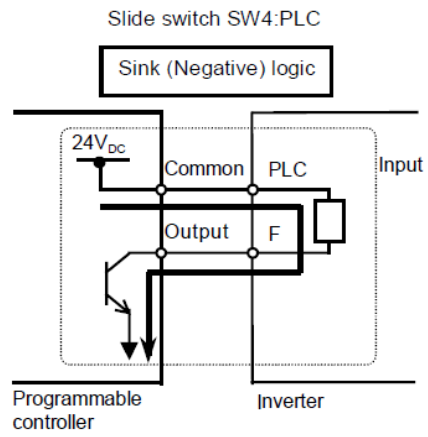 Slide switch SW4:PLC
Sink (Negative) logic
24VDC
Common
PLC
Input
Output
F
Programmable
controller
Inverter